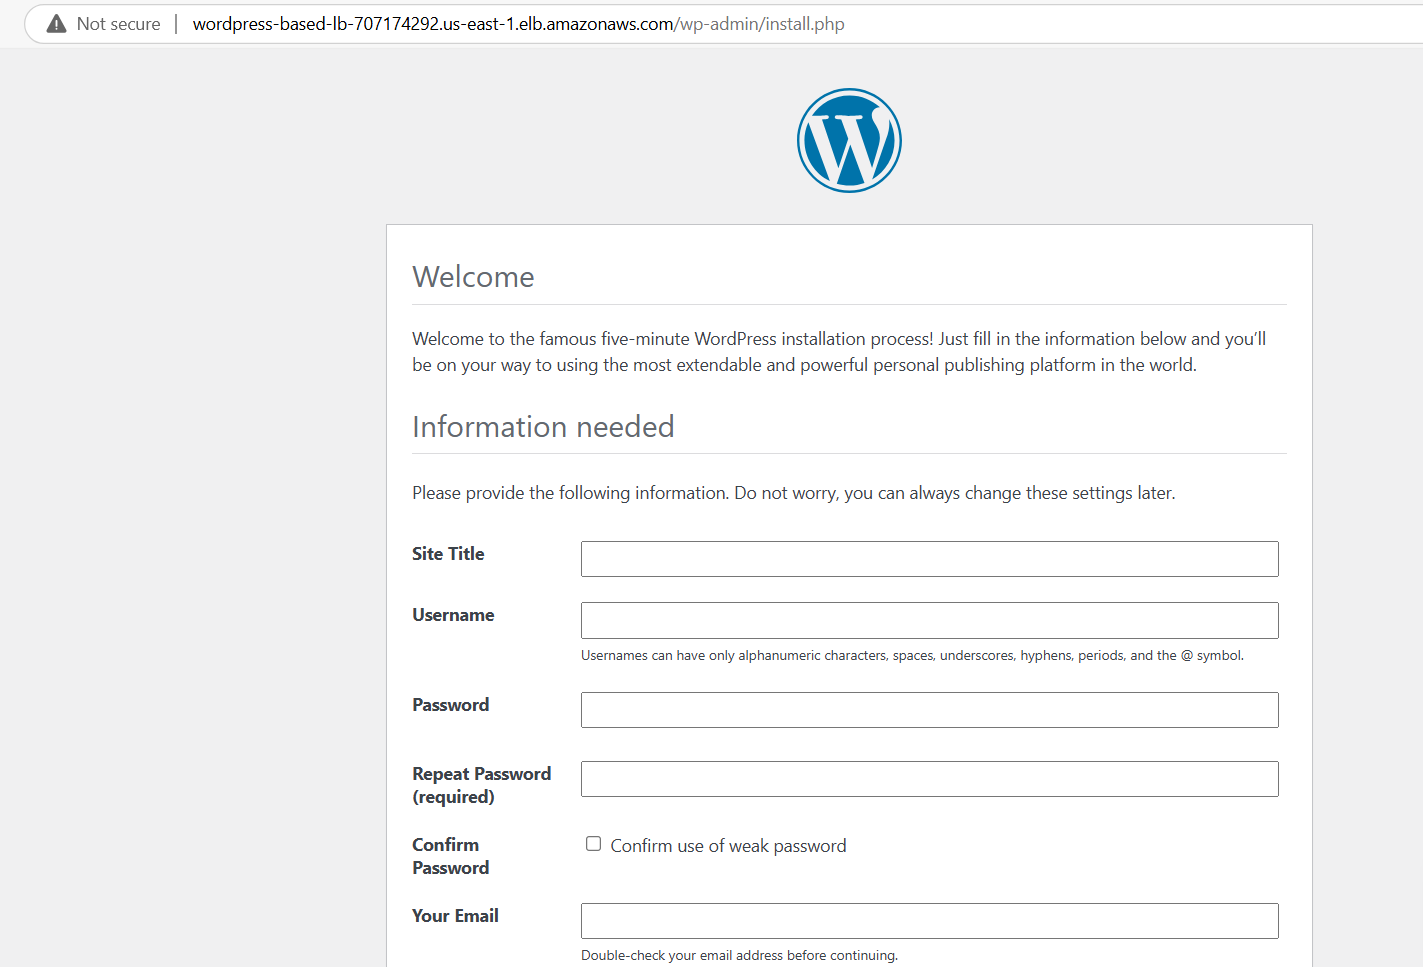 Not secure | wordpress-based-lb-707174292.us-east-1.elb.amazonaws.com/wp-admin/install.php
W
Welcome
Welcome to the famous five-minute WordPress installation process! Just fill in the information below and you’ll
be on your way to using the most extendable and powerful personal publishing platform in the world.
Information needed
Please provide the following information. Do not worry, you can always change these settings later.
Site Title
Username
Usernames can have only alphanumeric characters, spaces, underscores, hyphens, periods, and the @ symbol.
Password
Repeat Password
(required)
Confirm
Password
Confirm use of weak password
Your Email
Double-check your email address before continuing.